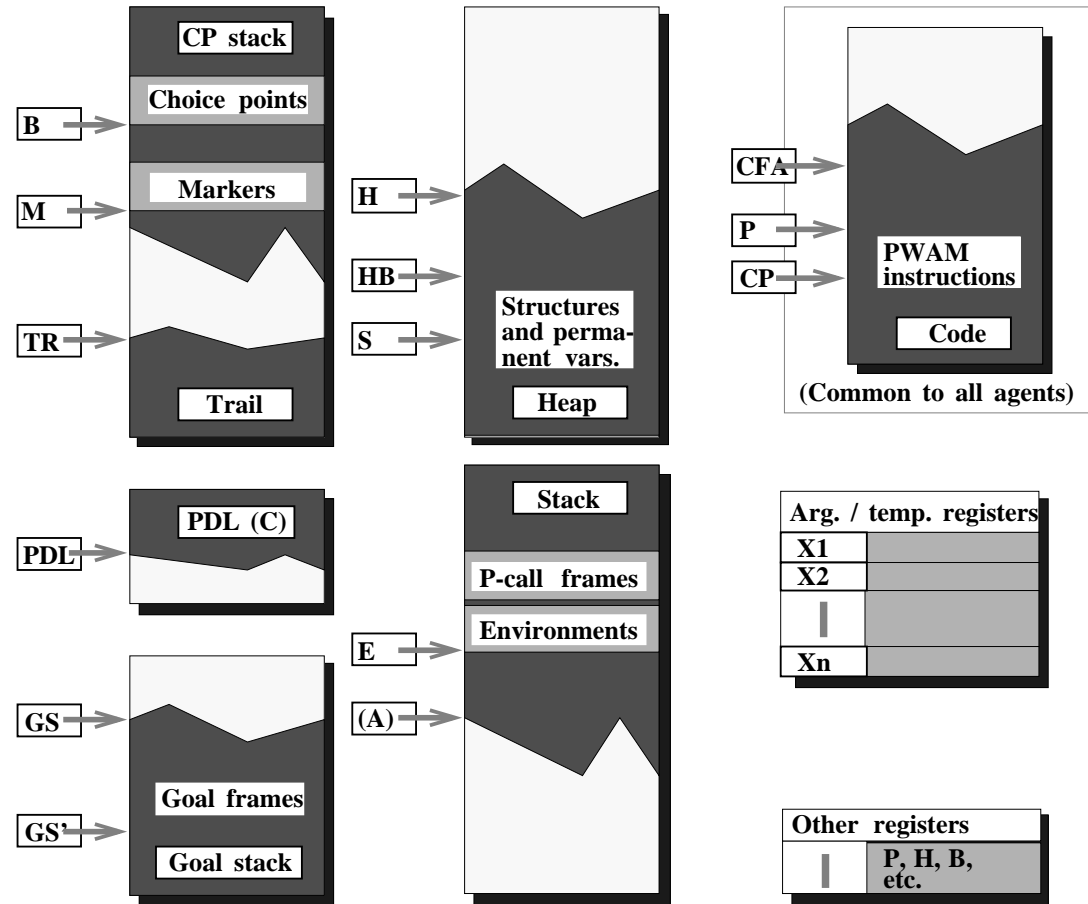 CP stack
Choice points
B
Markers
M
TR
Trail
H
HB
S
Structures
and perma-
nent vars.
Heap
CFA
P
CP
PWAM
instructions
Code
(Common to all agents)
PDL (C)
PDL
GS
Goal frames
GS’
Goal stack
Stack
P-call frames
Environments
E
(A)
Arg. / temp. registers
X1
X2
Xn
Other registers
P, H, B,
etc.